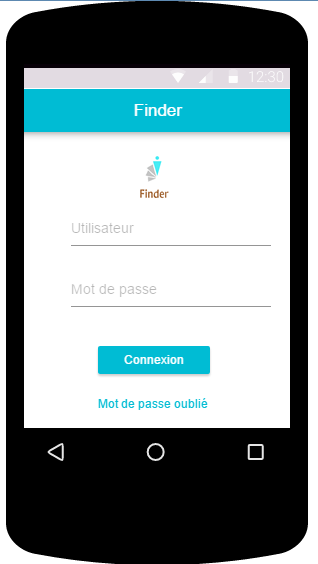 12:30
Finder
Finder
Utilisateur
Mot de passe
Connexion
Mot de passe oublié